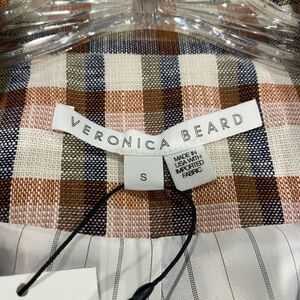 VERONICA BEARD
S
MADE IN
USA WITH
IMPORTED
FABRIC